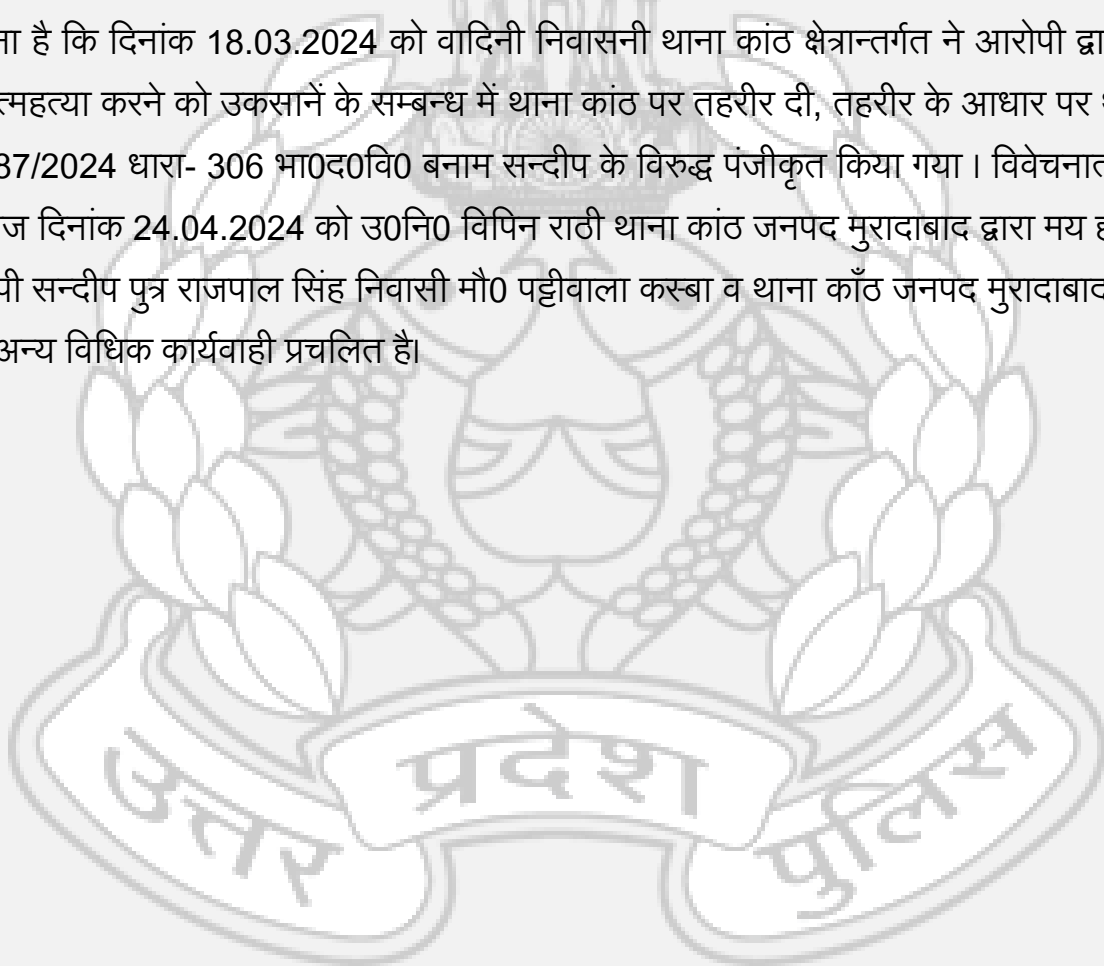 ना है कि दिनांक 18.03.2024 को वादिनी निवासनी थाना कांठ क्षेत्रान्तर्गत ने आरोपी द्वा
त्महत्या करने को उकसानें के सम्बन्ध में थाना कांठ पर तहरीर दी, तहरीर के आधार पर
87/2024 धारा- 306 भा0द0वि0 बनाम सन्दीप के विरुद्ध पंजीकृत किया गया । विवेचनात
ज दिनांक 24.04.2024 को उ0नि0 विपिन राठी थाना कांठ जनपद मुरादाबाद द्वारा मय ह
पी सन्दीप पुत्र राजपाल सिंह निवासी मौ0 पट्टीवाला कस्बा व थाना काँठ जनपद मुरादाबाद
अन्य विधिक कार्यवाही प्रचलित है।
उत्तर प्रदेश पुलिस